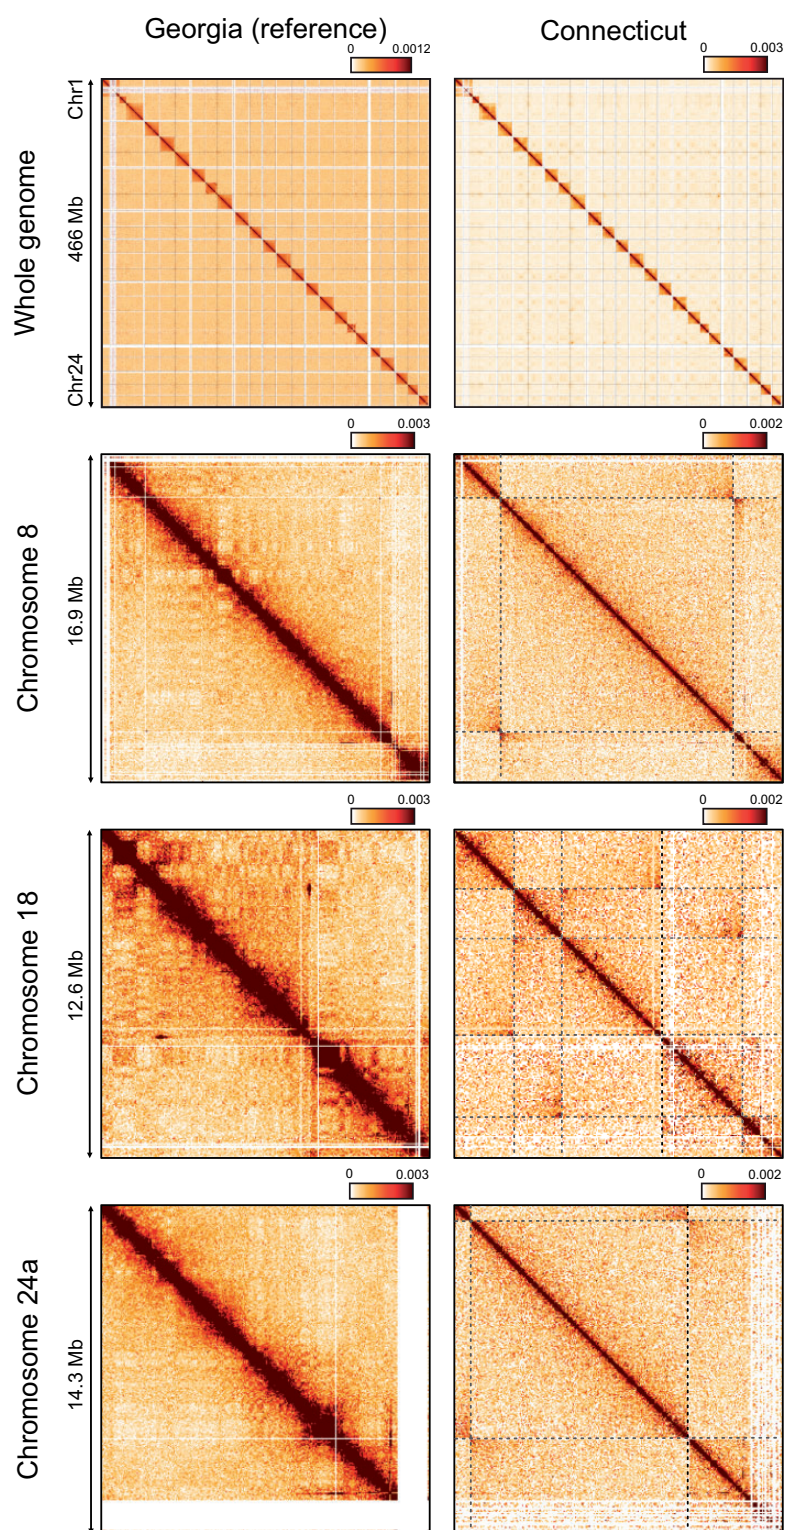 Georgia (reference)
Connecticut
0 0.0012
0 0.003
Whole genome
Chr1
466 Mb
Chr24
0 0.003
0 0.002
Chromosome 8
16.9 Mb
0 0.003
0 0.002
Chromosome 18
12.6 Mb
0 0.003
0 0.002
Chromosome 24a
14.3 Mb